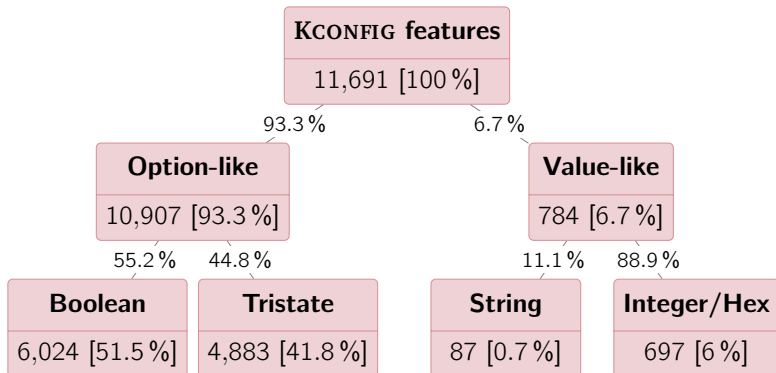 KCONFIG features
11,691 [100 %]
93.3 %
6.7 %
Option-like
10,907 [93.3 %]
Value-like
784 [6.7 %]
55.2 %
44.8 %
11.1 %
88.9 %
Boolean
6,024 [51.5 %]
Tristate
4,883 [41.8 %]
String
87 [0.7 %]
Integer/Hex
697 [6 %]